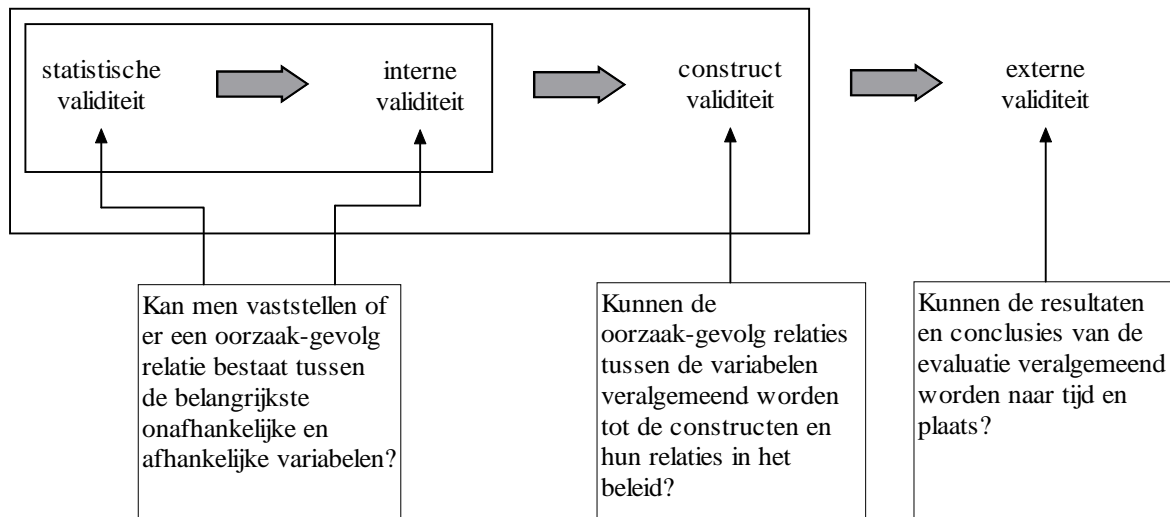 statistische
validiteit
interne
validiteit
construct
validiteit
externe
validiteit
Kan men vaststellen of
er een oorzaak-gevolg
relatie bestaat tussen
de belangrijkste
onafhankelijke en
afhankelijke variabelen?
Kunnen de
oorzaak-gevolg relaties
tussen de variabelen
veralgemeend worden
tot de constructen en
hun relaties in het
beleid?
Kunnen de resultaten
en conclusies van de
evaluatie veralgemeend
worden naar tijd en
plaats?